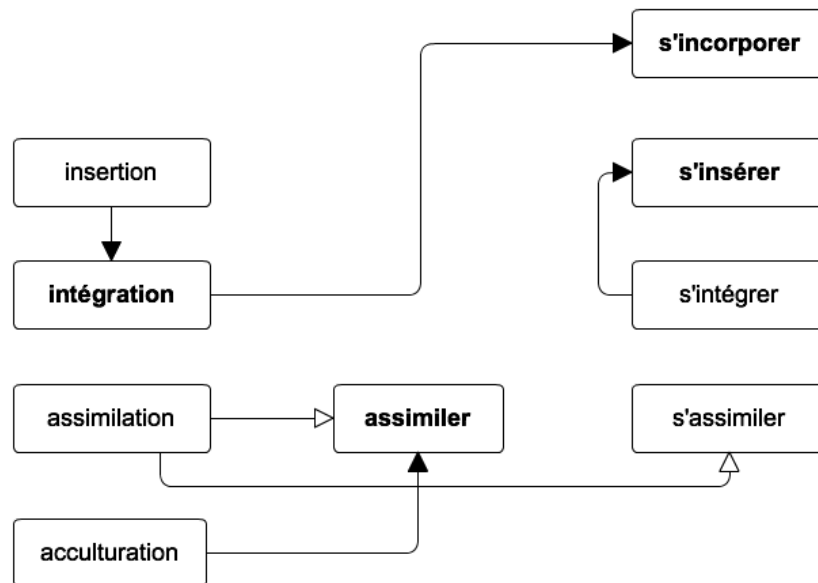 s'incorporer
insertion
s'insérer
intégration
s'intégrer
assimilation
assimiler
s'assimiler
acculturation